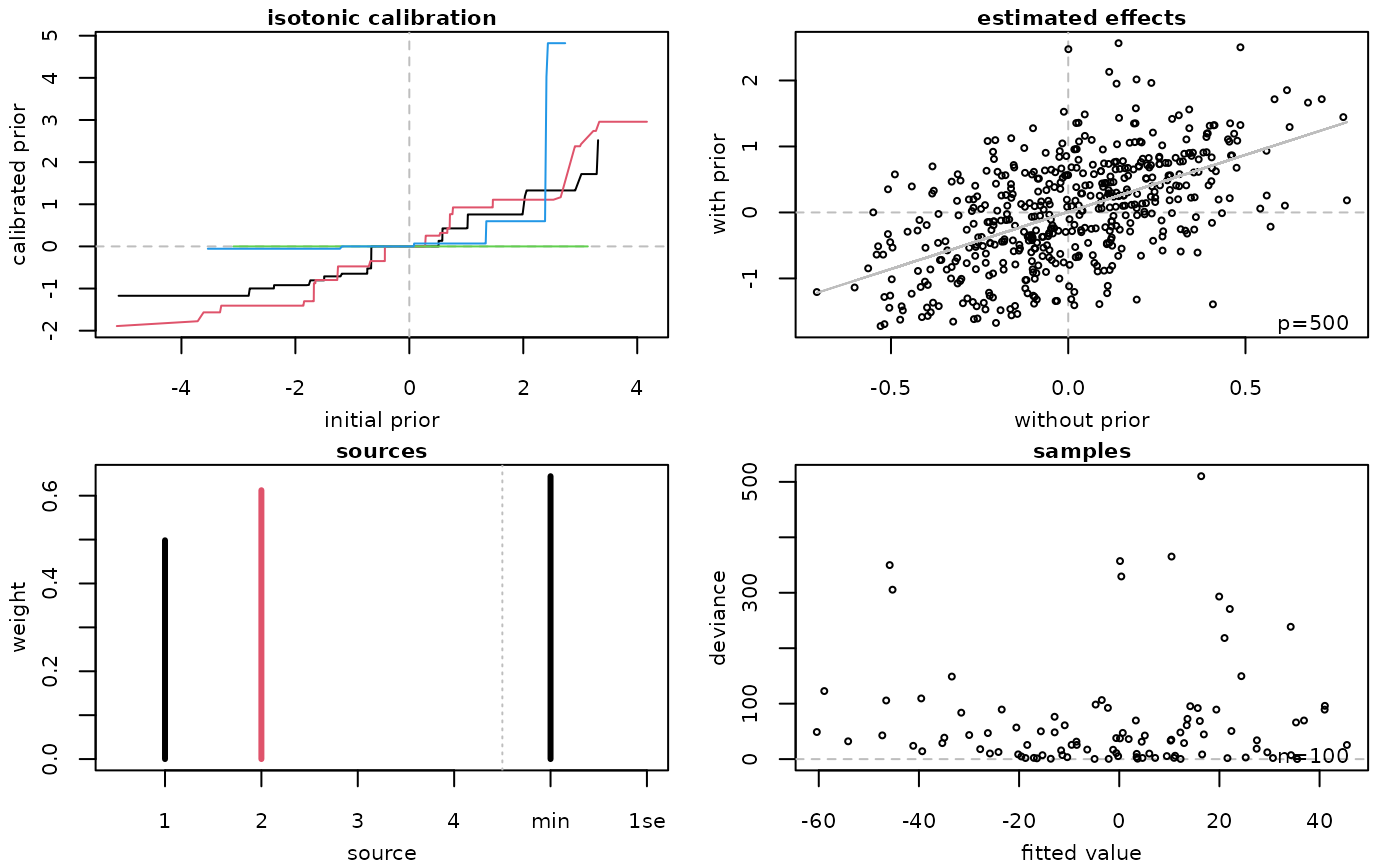 isotonic calibration
calibrated prior
5
4
3
2
1
0
-1
-2
-4
-2
0
2
4
initial prior
estimated effects
with prior
2
1
0
-1
p=500
-0.5
0.0
0.5
without prior
sources
weight
0.6
0.4
0.2
0.0
1
2
3
4
min
1se
source
samples
deviance
500
300
100
0
n=100
-60
-40
-20
0
20
40
fitted value